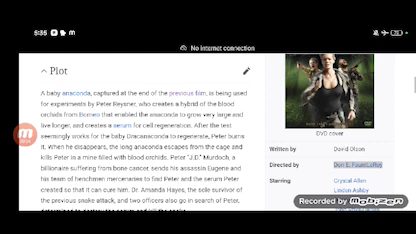 5:35
No internet connection
Plot
A baby anaconda, captured at the end of the previous film, is being used
for experiments by Peter Reysner, who creates a hybrid of the blood
orchids from Borneo that enables the anaconda to grow very large and
live longer, and creates a serum for cell regeneration. After the test
seemingly works for the baby Dracanaconda to regenerate, Peter burns
it. When he disappears, the long anaconda escapes from the cage and
kills Peter in a mine filled with blood orchids. Peter "J.D." Murdoch, a
billionaire suffering from bone cancer, sends his assassin Eugene and
his team of henchmen mercenaries to find Peter and the serum Peter
created so that it can cure him. Dr. Amanda Hayes, the sole survivor of
the previous snake attack, and two officers also go in search of Peter,
DVD cover
Written by David Olson
Directed by Don E. FauntLeRoy
Starring Crystal Allen
Linden Ashby
Recorded by mobizen